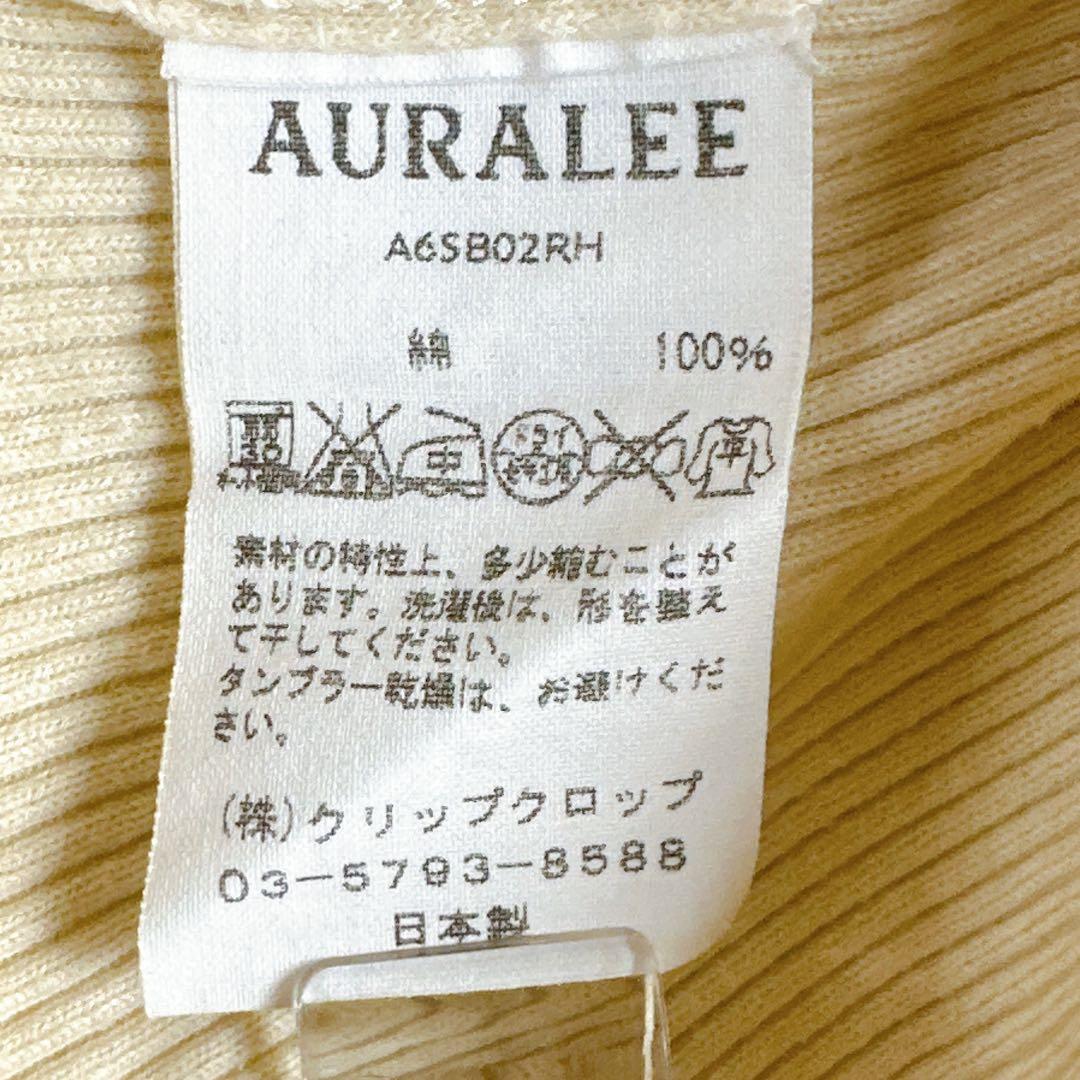 AURALEE
A6SB02RH
綿 100%
中
平
素材の特性上、多少縮むことが
あります。洗濯後は、形を整え
て干してください。
タンブラー乾燥は、お避けくだ
さい。
(株)クリップクロップ
03-5793-8588
日本製